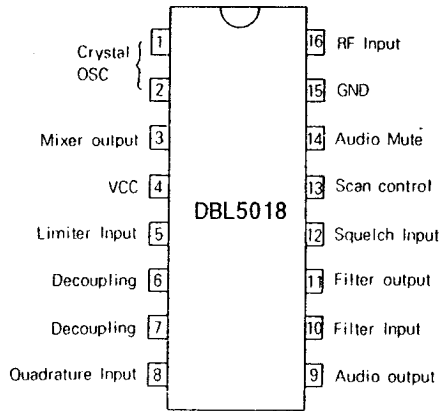 Crystal
OSC
1
2
Mixer output 3
VCC 4
Limiter Input 5
Decoupling 6
Decoupling 7
Quadrature Input 8
DBL5018
16 RF Input
15 GND
14 Audio Mute
13 Scan control
12 Squelch Input
11 Filter output
10 Filter Input
9 Audio output